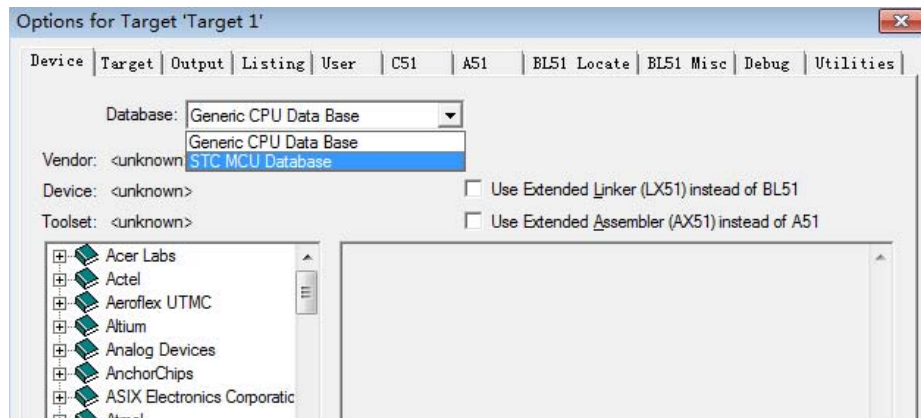 Options for Target 'Target 1'
Device Target Output Listing User C51 A51 BL51 Locate BL51 Misc Debug Utilities
Database: Generic CPU Data Base
Generic CPU Data Base
Vendor: <unknown STC MCU Database
Device: <unknown> Use Extended Linker (LX51) instead of BL51
Toolset: <unknown> Use Extended Assembler (AX51) instead of A51
Acer Labs
Actel
Aeroflex UTMC
Altium
Analog Devices
AnchorChips
ASIX Electronics Corporatic